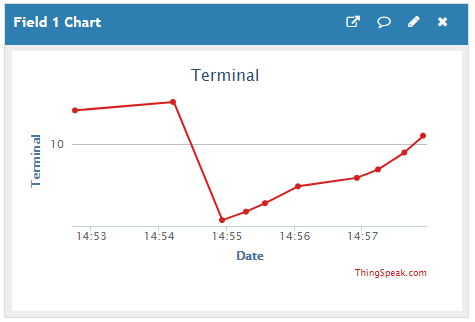 Field 1 Chart
Terminal
Terminal
10
14:53 14:54 14:55 14:56 14:57
Date
ThingSpeak.com